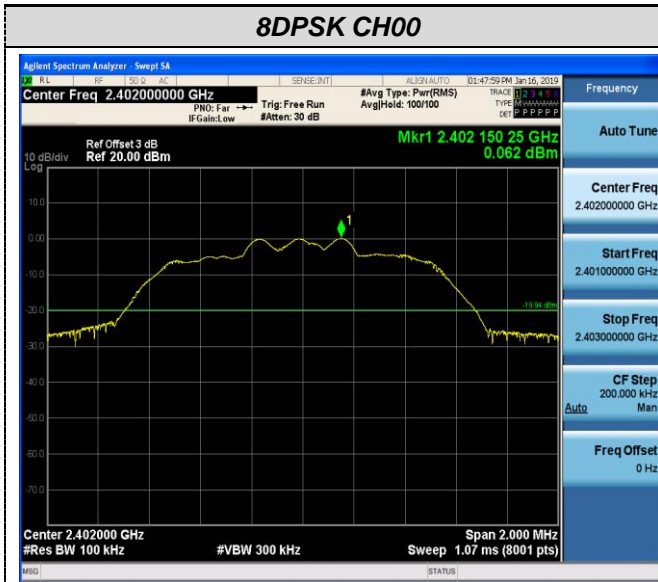 8DPSK CH00
Agilent Spectrum Analyzer - Swept SA
RL RF 50 Ω AC SENSE:INT ALIGN AUTO 01:47:59 PM Jan 16, 2019
Center Freq 2.402000000 GHz
PNO: Far
IFGain:Low
Trig: Free Run
#Atten: 30 dB
#Avg Type: Pwr(RMS)
Avg|Hold: 100/100
TRACE 1 2 3 4 5 6
TYPE M
DET P P P P P P
Mkr1 2.402 150 25 GHz
0.062 dBm
Ref Offset 3 dB
Ref 20.00 dBm
10 dB/div
Log
10.0
0.00
-10.0
-20.0
-30.0
-40.0
-50.0
-60.0
-70.0
1
-19.94 dBm
Center 2.402000 GHz
Span 2.000 MHz
#Res BW 100 kHz
#VBW 300 kHz
Sweep 1.07 ms (8001 pts)
MSG
STATUS
Frequency
Auto Tune
Center Freq
2.402000000 GHz
Start Freq
2.401000000 GHz
Stop Freq
2.403000000 GHz
CF Step
200.000 kHz
Auto Man
Freq Offset
0 Hz